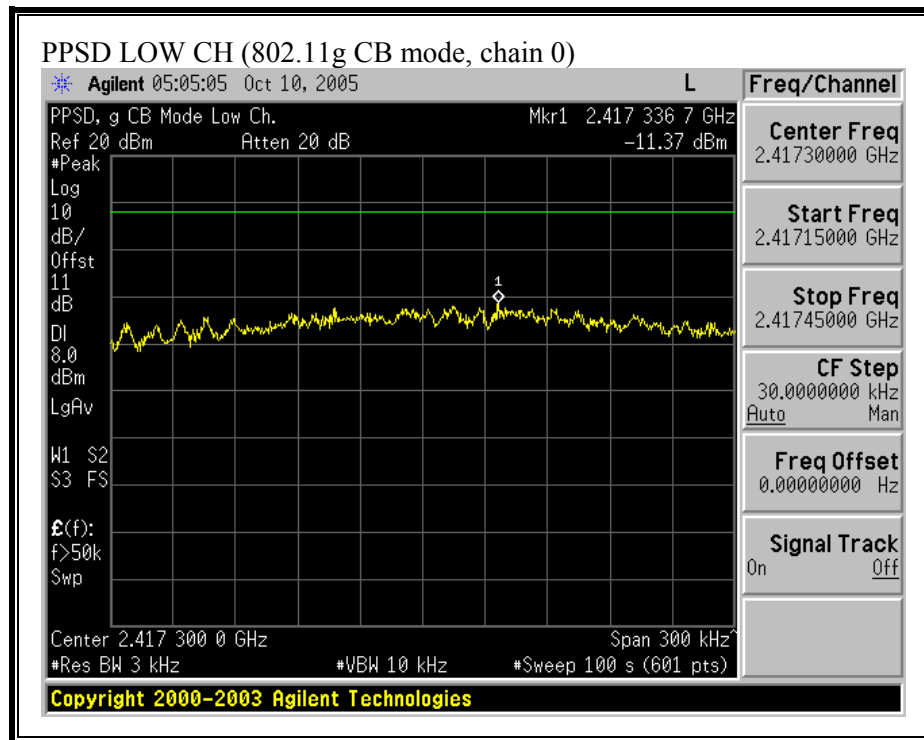 PPSD LOW CH (802.11g CB mode, chain 0)
Agilent 05:05:05 Oct 10, 2005 L
PPSD, g CB Mode Low Ch. Mkr1 2.417 336 7 GHz
Ref 20 dBm Atten 20 dB -11.37 dBm
#Peak
Log
10
dB/
Offst
11
dB
DI
8.0
dBm
LgAv
W1 S2
S3 FS
£(f):
f>50k
Swp
1
Center 2.417 300 0 GHz Span 300 kHz^
#Res BW 3 kHz #VBW 10 kHz #Sweep 100 s (601 pts)
Copyright 2000-2003 Agilent Technologies
Freq/Channel
Center Freq
2.41730000 GHz
Start Freq
2.41715000 GHz
Stop Freq
2.41745000 GHz
CF Step
30.0000000 kHz
Auto Man
Freq Offset
0.00000000 Hz
Signal Track
On Off